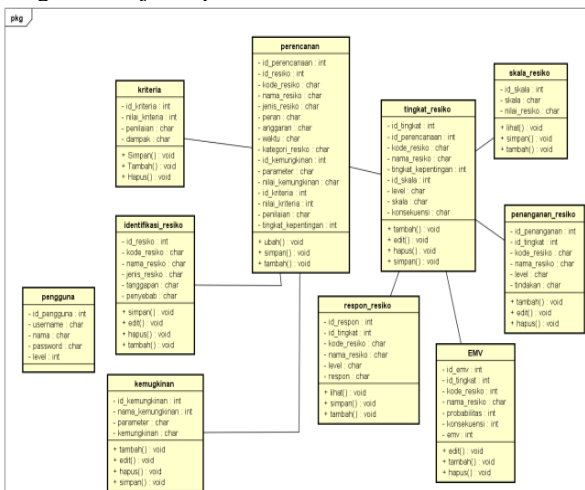 pkg
perencanan
- id_perencanaan : int
- id_resiko : int
- kode_resiko : char
- nama_resiko : char
- jenis_resiko : char
- peran : char
- anggaran : char
- waktu : char
- kategori_resiko : char
- id_kemungkinan : int
- parameter : char
- nilai_kemungkinan : char
- id_kriteria : int
- nilai_kriteria : int
- penilaian : char
- tingkat_kepentingan : int
+ ubah() : void
+ simpan() : void
+ tambah() : void
kriteria
- id_kriteria : int
- nilai_kriteria : int
- penilaian : char
- dampak : char
+ Simpan() : void
+ Tambah() : void
+ Hapus() : void
skala_resiko
- id_skala : int
- skala : char
- nilai_resiko : char
+ lihat() : void
+ simpan() : void
+ tambah() : void
tingkat_resiko
- id_tingkat : int
- id_perencanaan : int
- kode_resiko : char
- nama_resiko : char
- tingkat_kepentingan : char
- id_skala : int
- level : char
- skala : char
- konsekuensi : char
+ tambah() : void
+ edit() : void
+ hapus() : void
+ simpan() : void
identifikasi_resiko
- id_resiko : int
- kode_resiko : char
- nama_resiko : char
- jenis_resiko : char
- tanggapan : char
- penyebab : char
+ simpan() : void
+ edit() : void
+ hapus() : void
+ tambah() : void
penanganan_resiko
- id_penanganan : int
- id_tingkat : int
- kode_resiko : char
- nama_resiko : char
- level : char
- tindakan : char
+ tambah() : void
+ edit() : void
+ hapus() : void
pengguna
- id_pengguna : int
- username : char
- nama : char
- password : char
- level : int
respon_resiko
- id_respon : int
- id_tingkat : int
- kode_resiko : char
- nama_resiko : char
- level : char
- respon : char
+ lihat() : void
+ simpan() : void
+ tambah() : void
EMV
- id_emv : int
- id_tingkat : int
- kode_resiko : int
- nama_resiko : char
- probabilitas : int
- konsekuensi : int
- emv : int
+ edit() : void
+ tambah() : void
+ hapus() : void
kemugkinan
- id_kemungkinan : int
- nama_kemungkinan : int
- parameter : char
- kemungkinan : char
+ tambah() : void
+ edit() : void
+ hapus() : void
+ simpan() : void